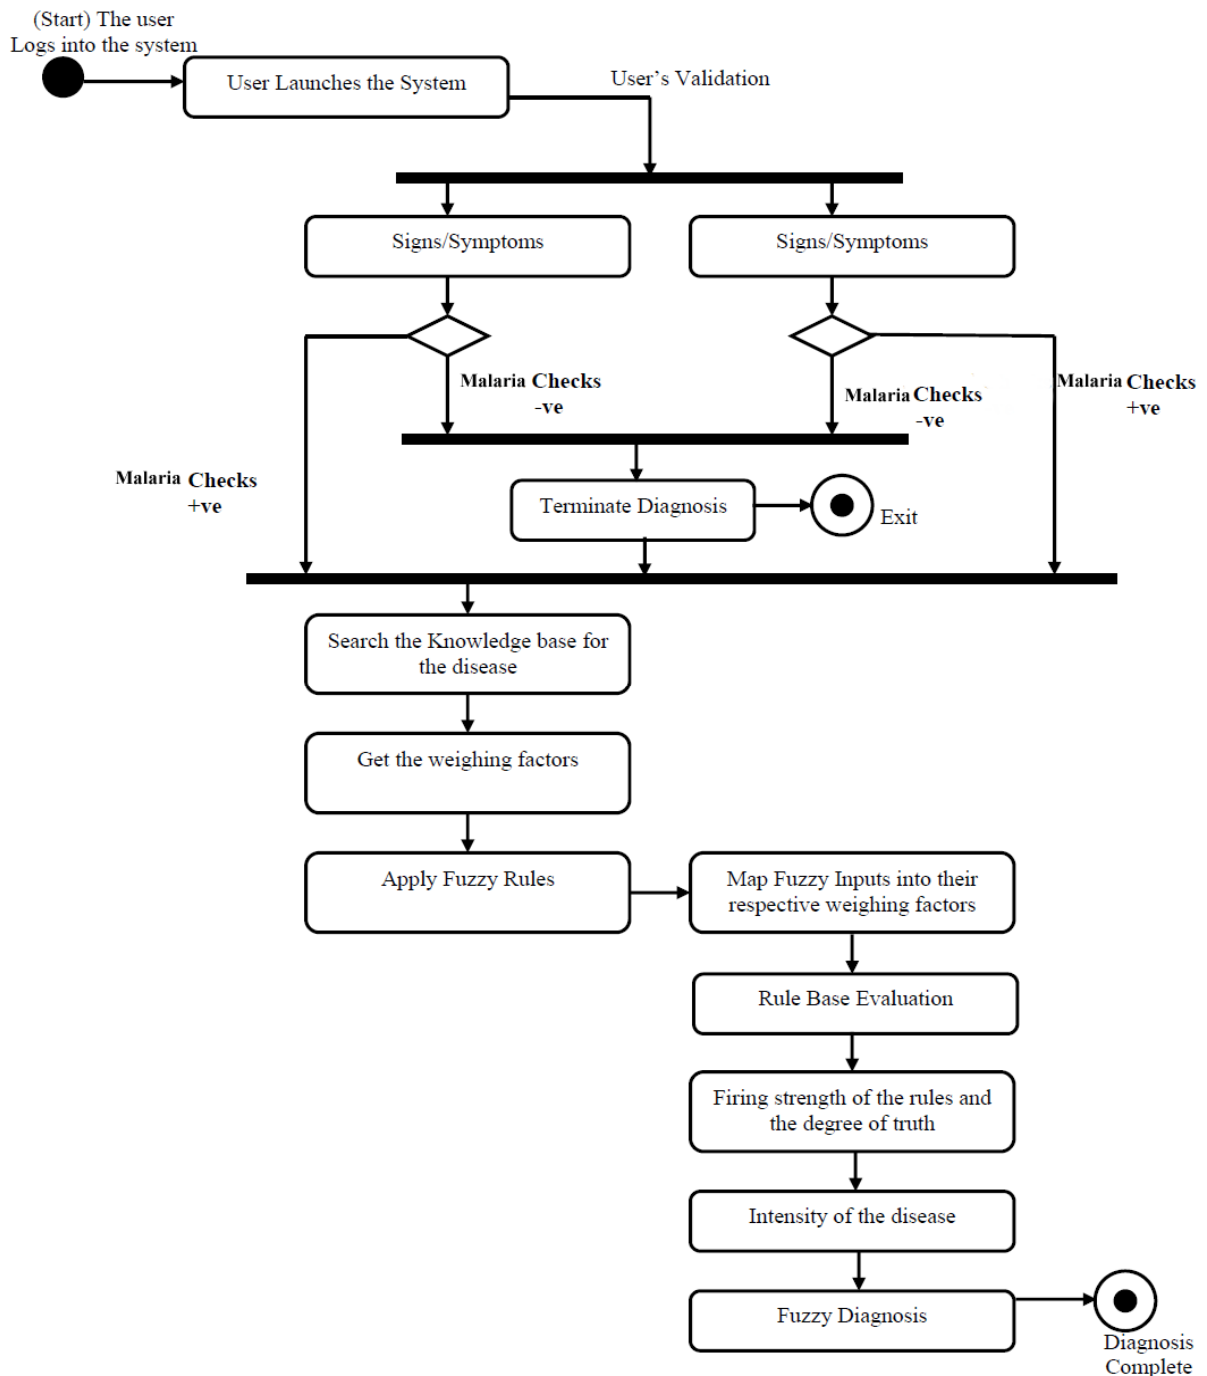 (Start) The user
Logs into the system
User Launches the System
User’s Validation
Signs/Symptoms
Signs/Symptoms
Malaria Checks
-ve
Malaria Checks
-ve
Malaria Checks
+ve
Malaria Checks
+ve
Terminate Diagnosis
Exit
Search the Knowledge base for
the disease
Get the weighing factors
Apply Fuzzy Rules
Map Fuzzy Inputs into their
respective weighing factors
Rule Base Evaluation
Firing strength of the rules and
the degree of truth
Intensity of the disease
Fuzzy Diagnosis
Diagnosis
Complete